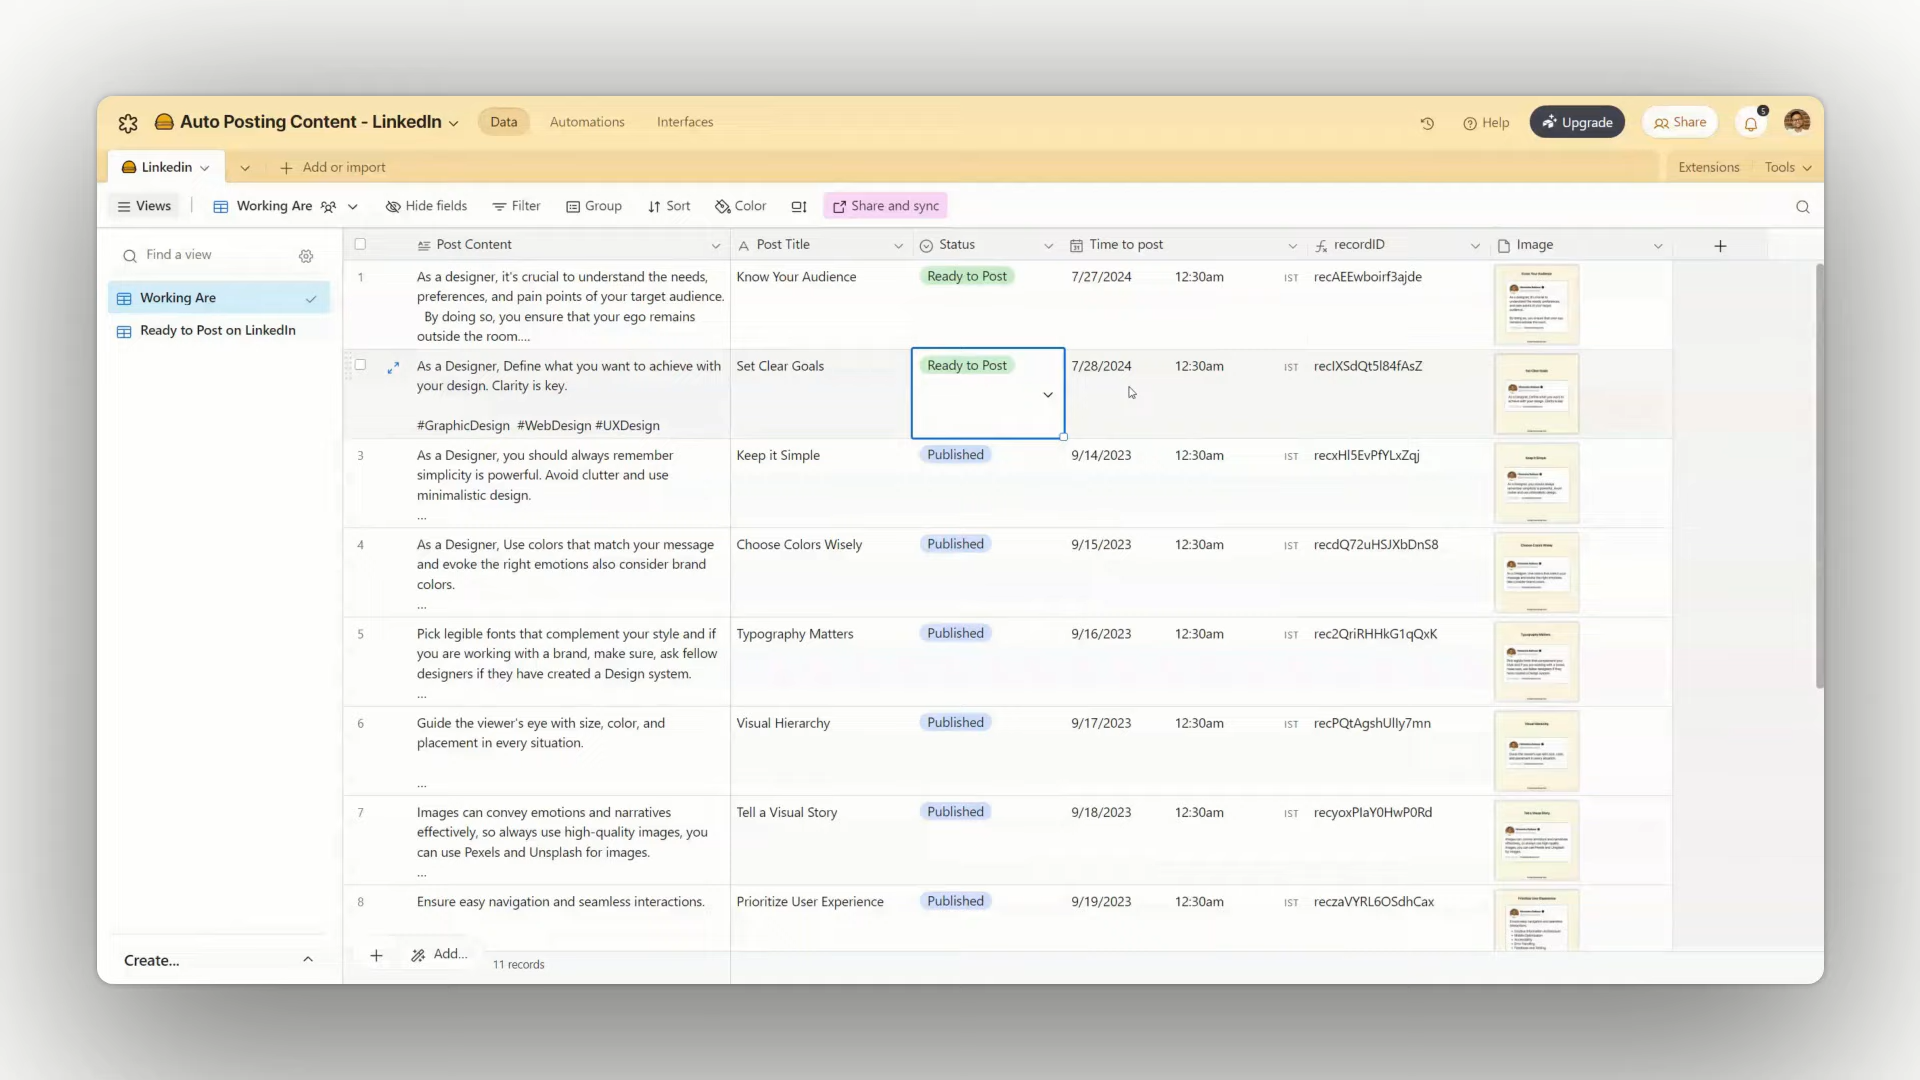 Auto Posting Content - LinkedIn
Data
Automations
Interfaces
Help
Upgrade
Share
5
Linkedin
Add or import
Extensions
Tools
Views
Working Are
Hide fields
Filter
Group
Sort
Color
Share and sync
Find a view
Working Are
Ready to Post on LinkedIn
Create...
Post Content
Post Title
Status
Time to post
recordID
Image
1
As a designer, it's crucial to understand the needs,
preferences, and pain points of your target audience.
By doing so, you ensure that your ego remains
outside the room....
Know Your Audience
Ready to Post
7/27/2024
12:30am
IST
recAEEwboirf3ajde
As a Designer, Define what you want to achieve with
your design. Clarity is key.
#GraphicDesign #WebDesign #UXDesign
Set Clear Goals
Ready to Post
7/28/2024
12:30am
IST
recIXSdQt5l84fAsZ
3
As a Designer, you should always remember
simplicity is powerful. Avoid clutter and use
minimalistic design.
...
Keep it Simple
Published
9/14/2023
12:30am
IST
recxHl5EvPfYLxZqj
4
As a Designer, Use colors that match your message
and evoke the right emotions also consider brand
colors.
...
Choose Colors Wisely
Published
9/15/2023
12:30am
IST
recdQ72uHSJXbDnS8
5
Pick legible fonts that complement your style and if
you are working with a brand, make sure, ask fellow
designers if they have created a Design system.
...
Typography Matters
Published
9/16/2023
12:30am
IST
rec2QriRHHkG1qQxK
6
Guide the viewer's eye with size, color, and
placement in every situation.
...
Visual Hierarchy
Published
9/17/2023
12:30am
IST
recPQtAgshUlly7mn
7
Images can convey emotions and narratives
effectively, so always use high-quality images, you
can use Pexels and Unsplash for images.
...
Tell a Visual Story
Published
9/18/2023
12:30am
IST
recyoxPIaY0HwP0Rd
8
Ensure easy navigation and seamless interactions.
Prioritize User Experience
Published
9/19/2023
12:30am
IST
reczaVYRL6OSdhCax
Add...
11 records